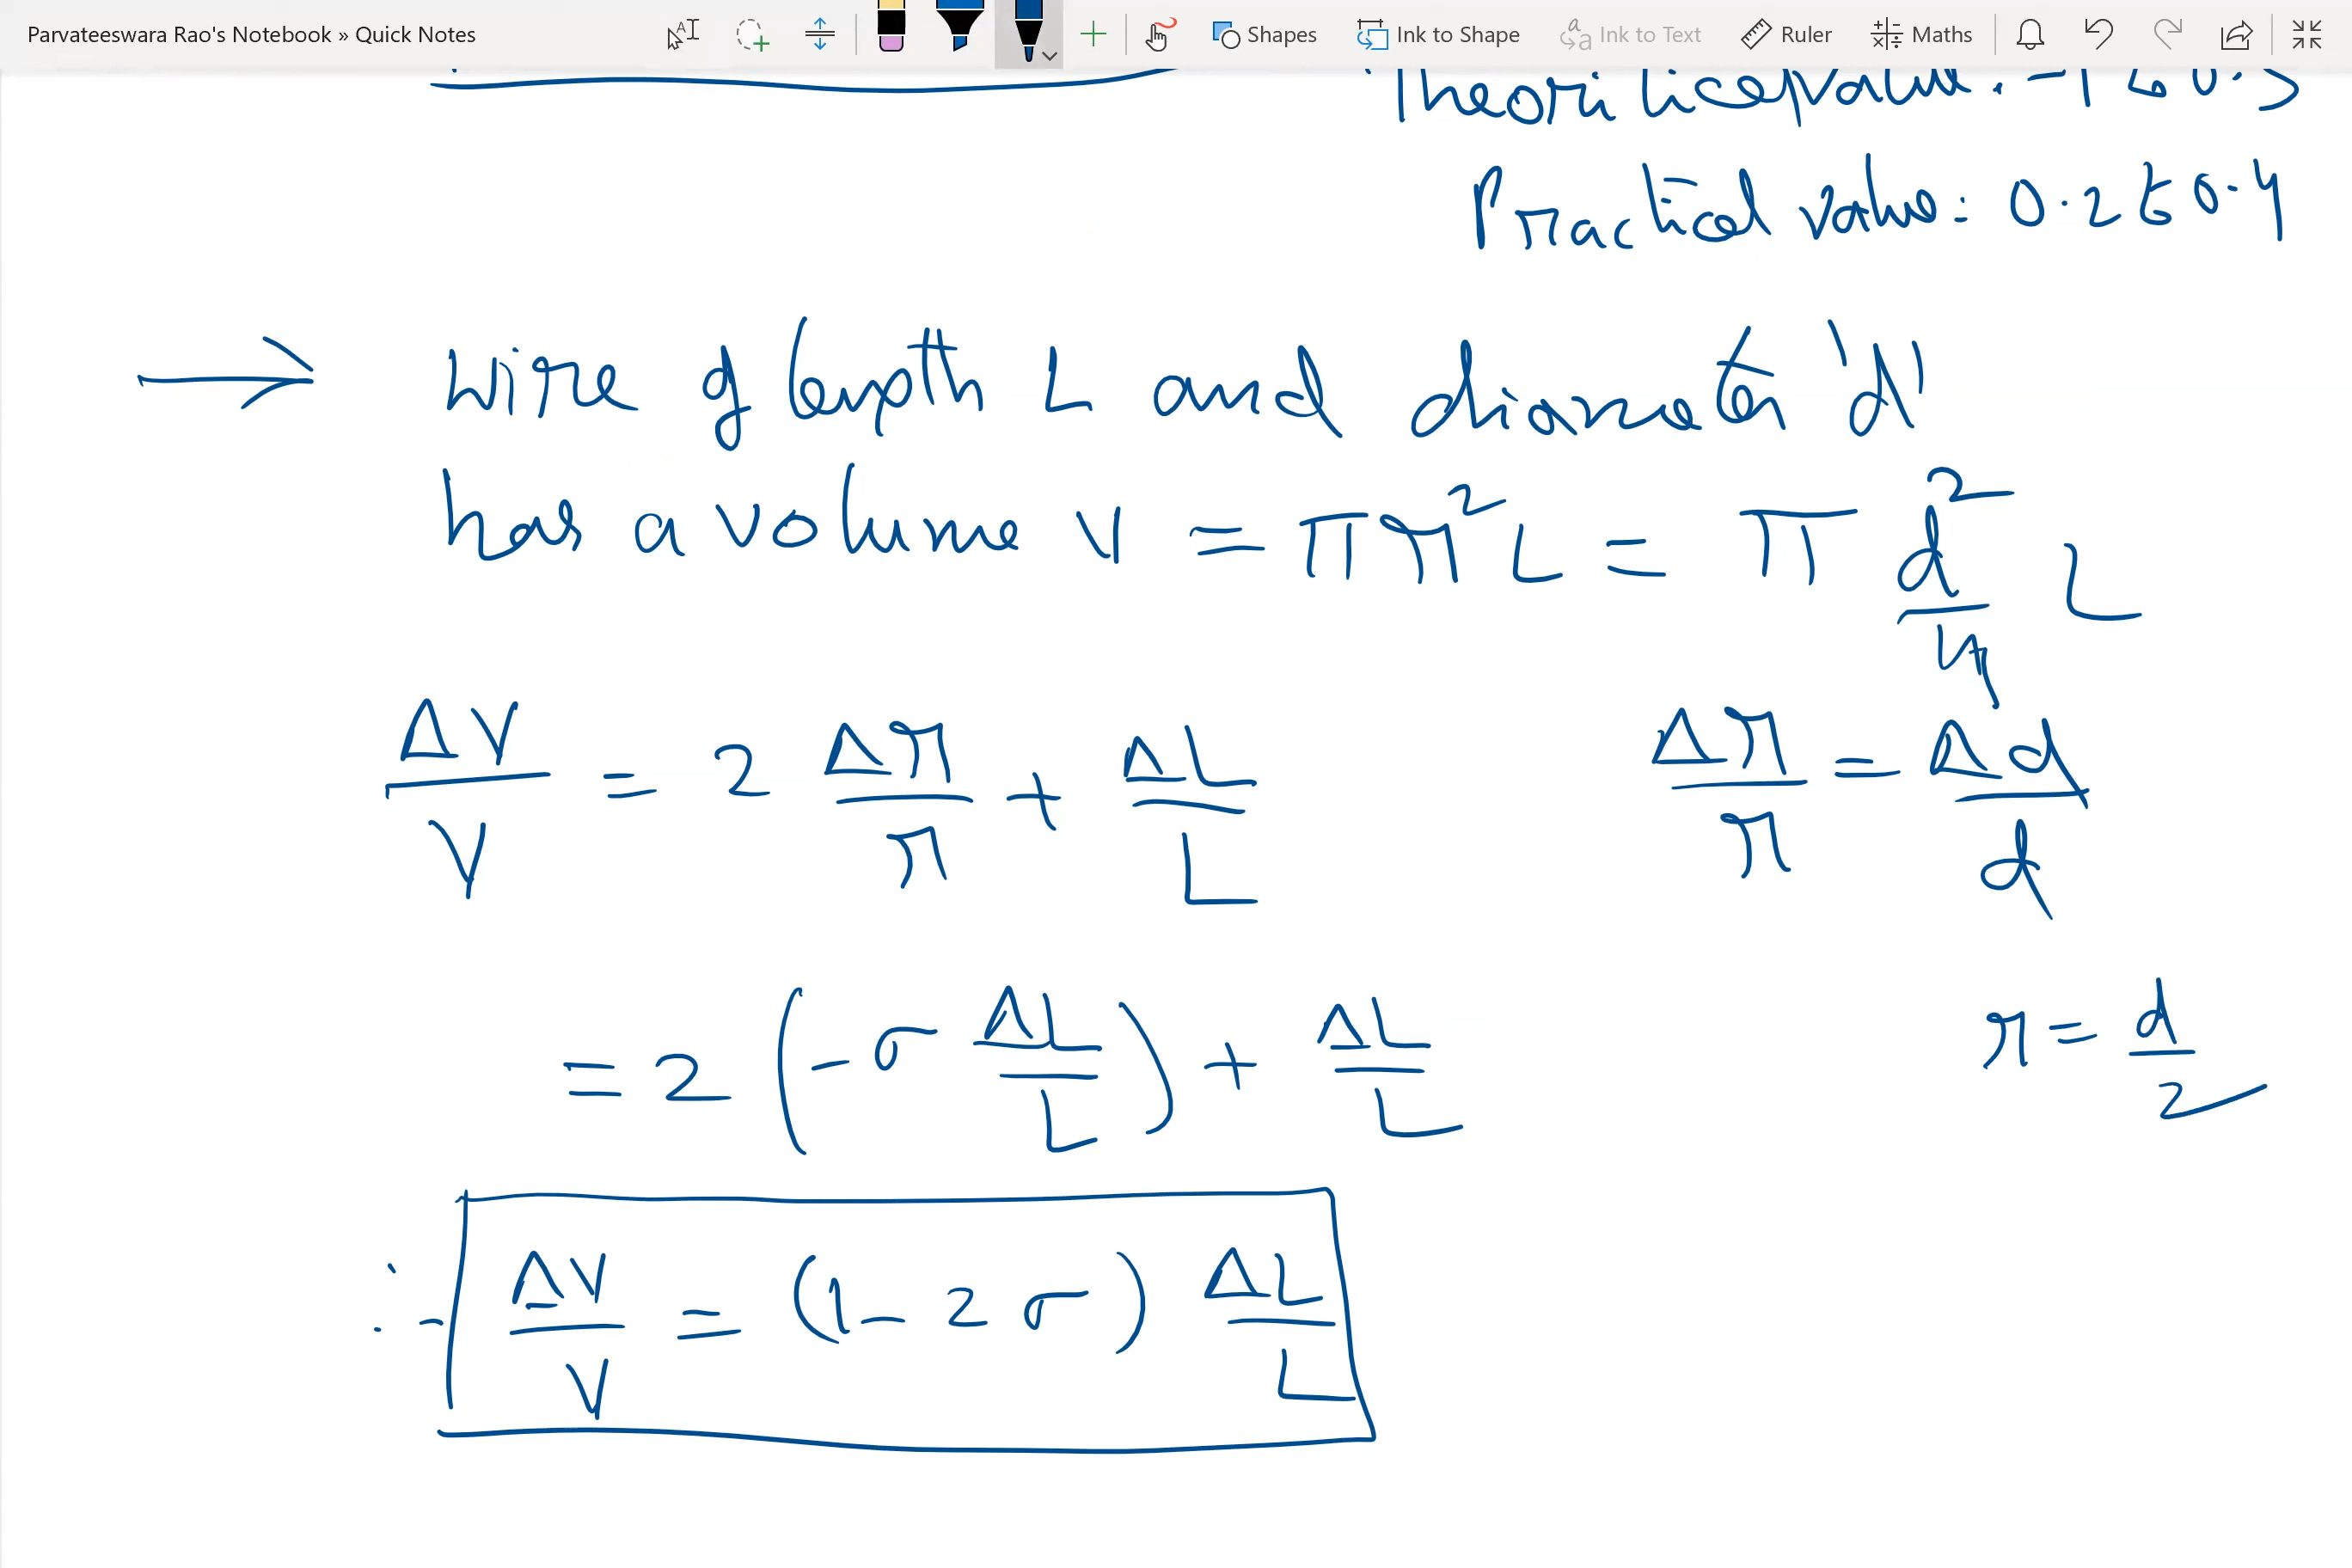 Parvateeswara Rao's Notebook » Quick Notes
Shapes
Ink to Shape
Ink to Text
Ruler
Maths
Theoritical value: -1 to 0.5
Practical value: 0.2 to 0.4
→ Wire of length L and diameter 'd'
has a volume V = πr²L = π d²/4 L
ΔV/V = 2 Δr/r + ΔL/L
Δr/r = Δd/d
= 2 (-σ ΔL/L) + ΔL/L
r = d/2
∴ ΔV/V = (1 - 2σ) ΔL/L